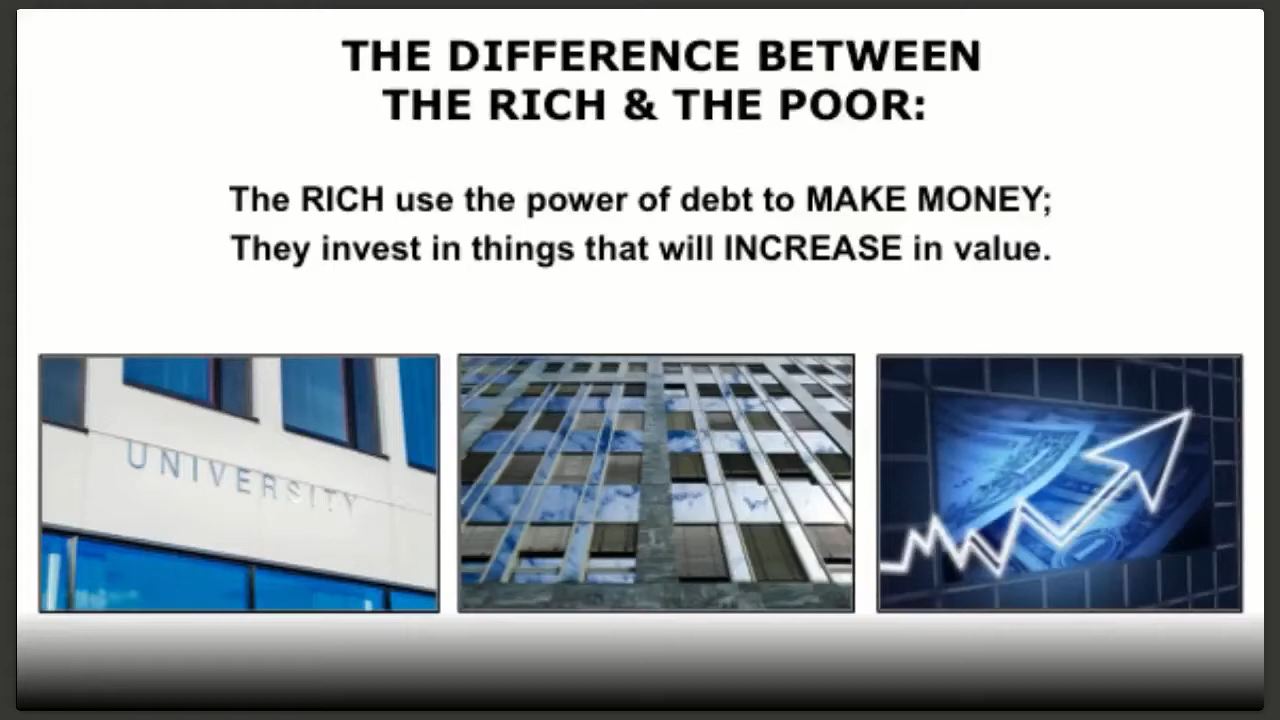 THE DIFFERENCE BETWEEN
THE RICH & THE POOR:
The RICH use the power of debt to MAKE MONEY;
They invest in things that will INCREASE in value.
UNIVERSITY